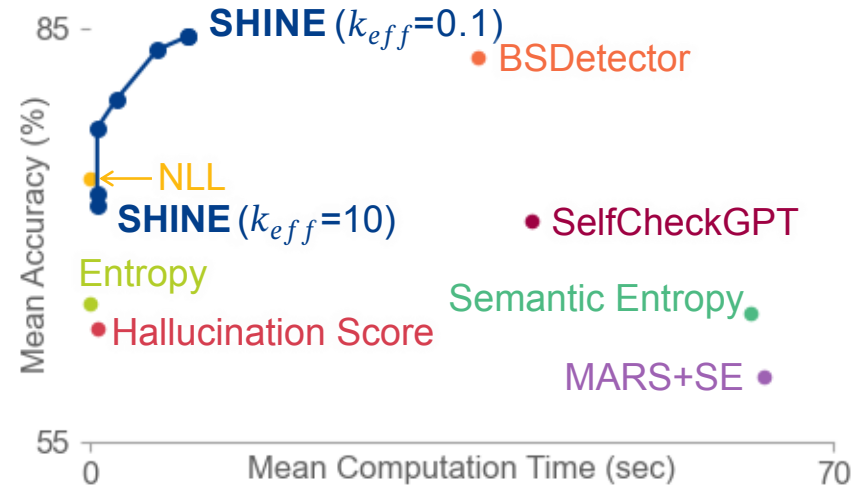 85
SHINE (k_eff=0.1)
BSDetector
Mean Accuracy (%)
NLL
SHINE (k_eff=10)
SelfCheckGPT
Entropy
Semantic Entropy
Hallucination Score
MARS+SE
55
0
Mean Computation Time (sec)
70